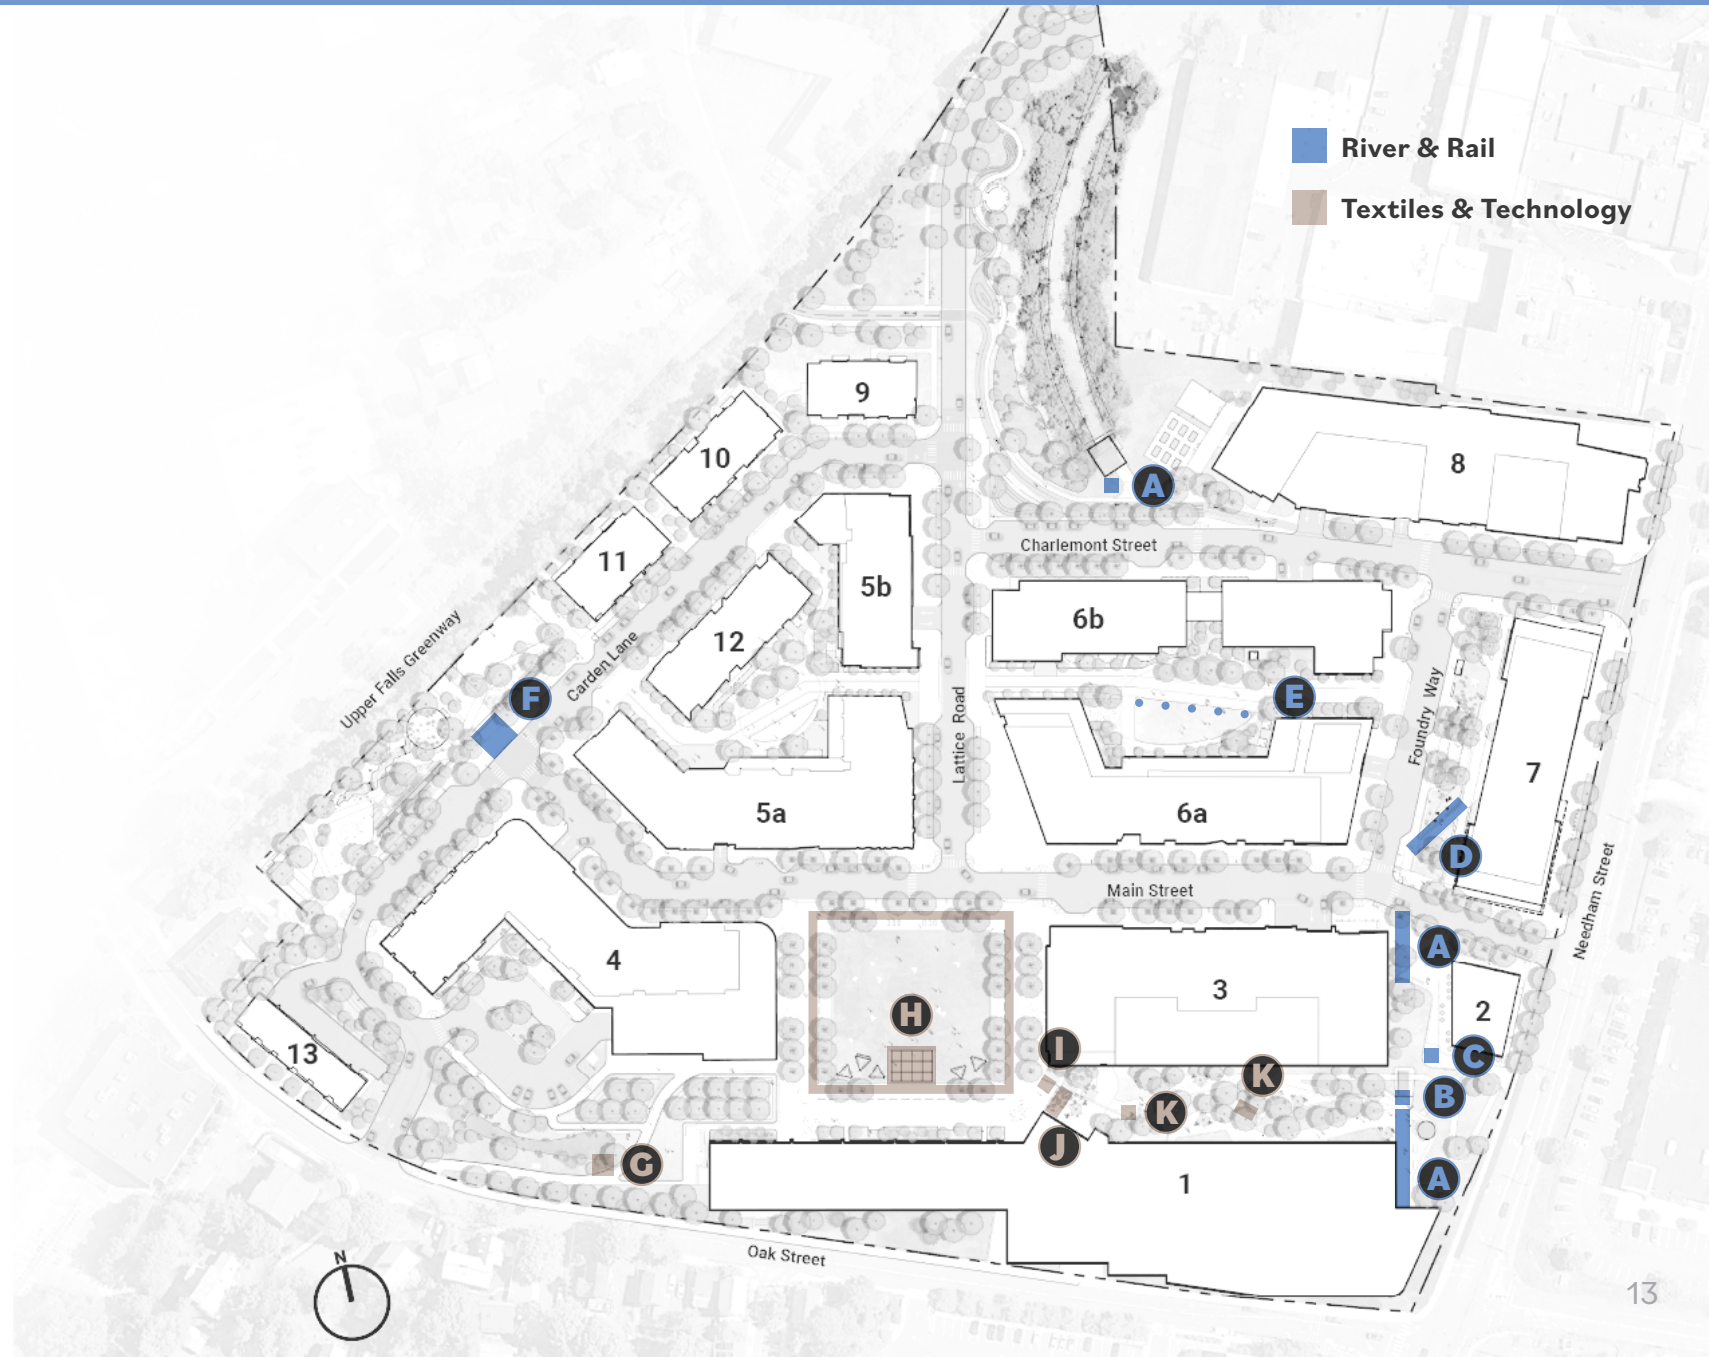 River & Rail
Textiles & Technology
9
10
8
A
11
Charlemont Street
5b
6b
12
Upper Falls Greenway
Carden Lane
F
E
Lattice Road
Foundry Way
7
5a
6a
D
Main Street
Needham Street
A
4
3
H
2
13
I
C
K
B
K
J
G
A
1
Oak Street
N
13